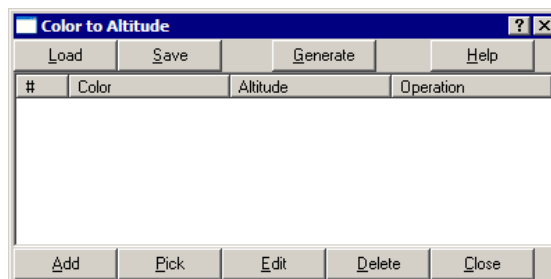 Color to Altitude
Load Save Generate Help
# Color Altitude Operation
Add Pick Edit Delete Close